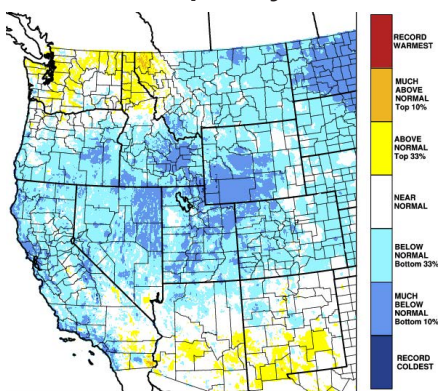 RECORD
WARMEST
MUCH
ABOVE
NORMAL
Top 10%
ABOVE
NORMAL
Top 33%
NEAR
NORMAL
BELOW
NORMAL
Bottom 33%
MUCH
BELOW
NORMAL
Bottom 10%
RECORD
COLDEST